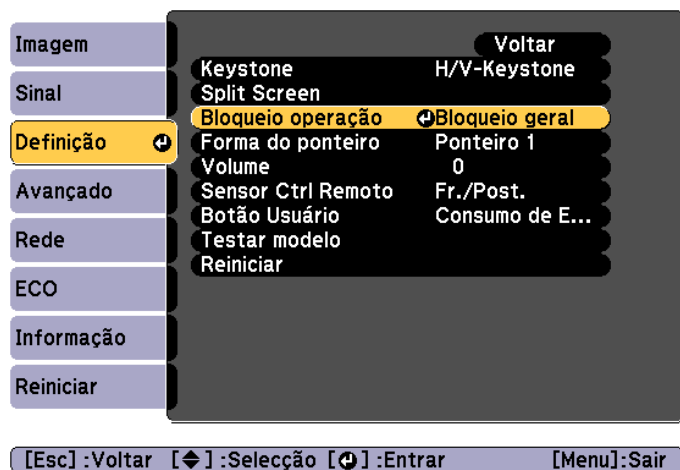 Imagem
Sinal
Definição
Avançado
Rede
ECO
Informação
Reiniciar
Voltar
Keystone H/V-Keystone
Split Screen
Bloqueio operação Bloqueio geral
Forma do ponteiro Ponteiro 1
Volume 0
Sensor Ctrl Remoto Fr./Post.
Botão Usuário Consumo de E...
Testar modelo
Reiniciar
[Esc] :Voltar [◆] :Selecção [↵] :Entrar [Menu]:Sair